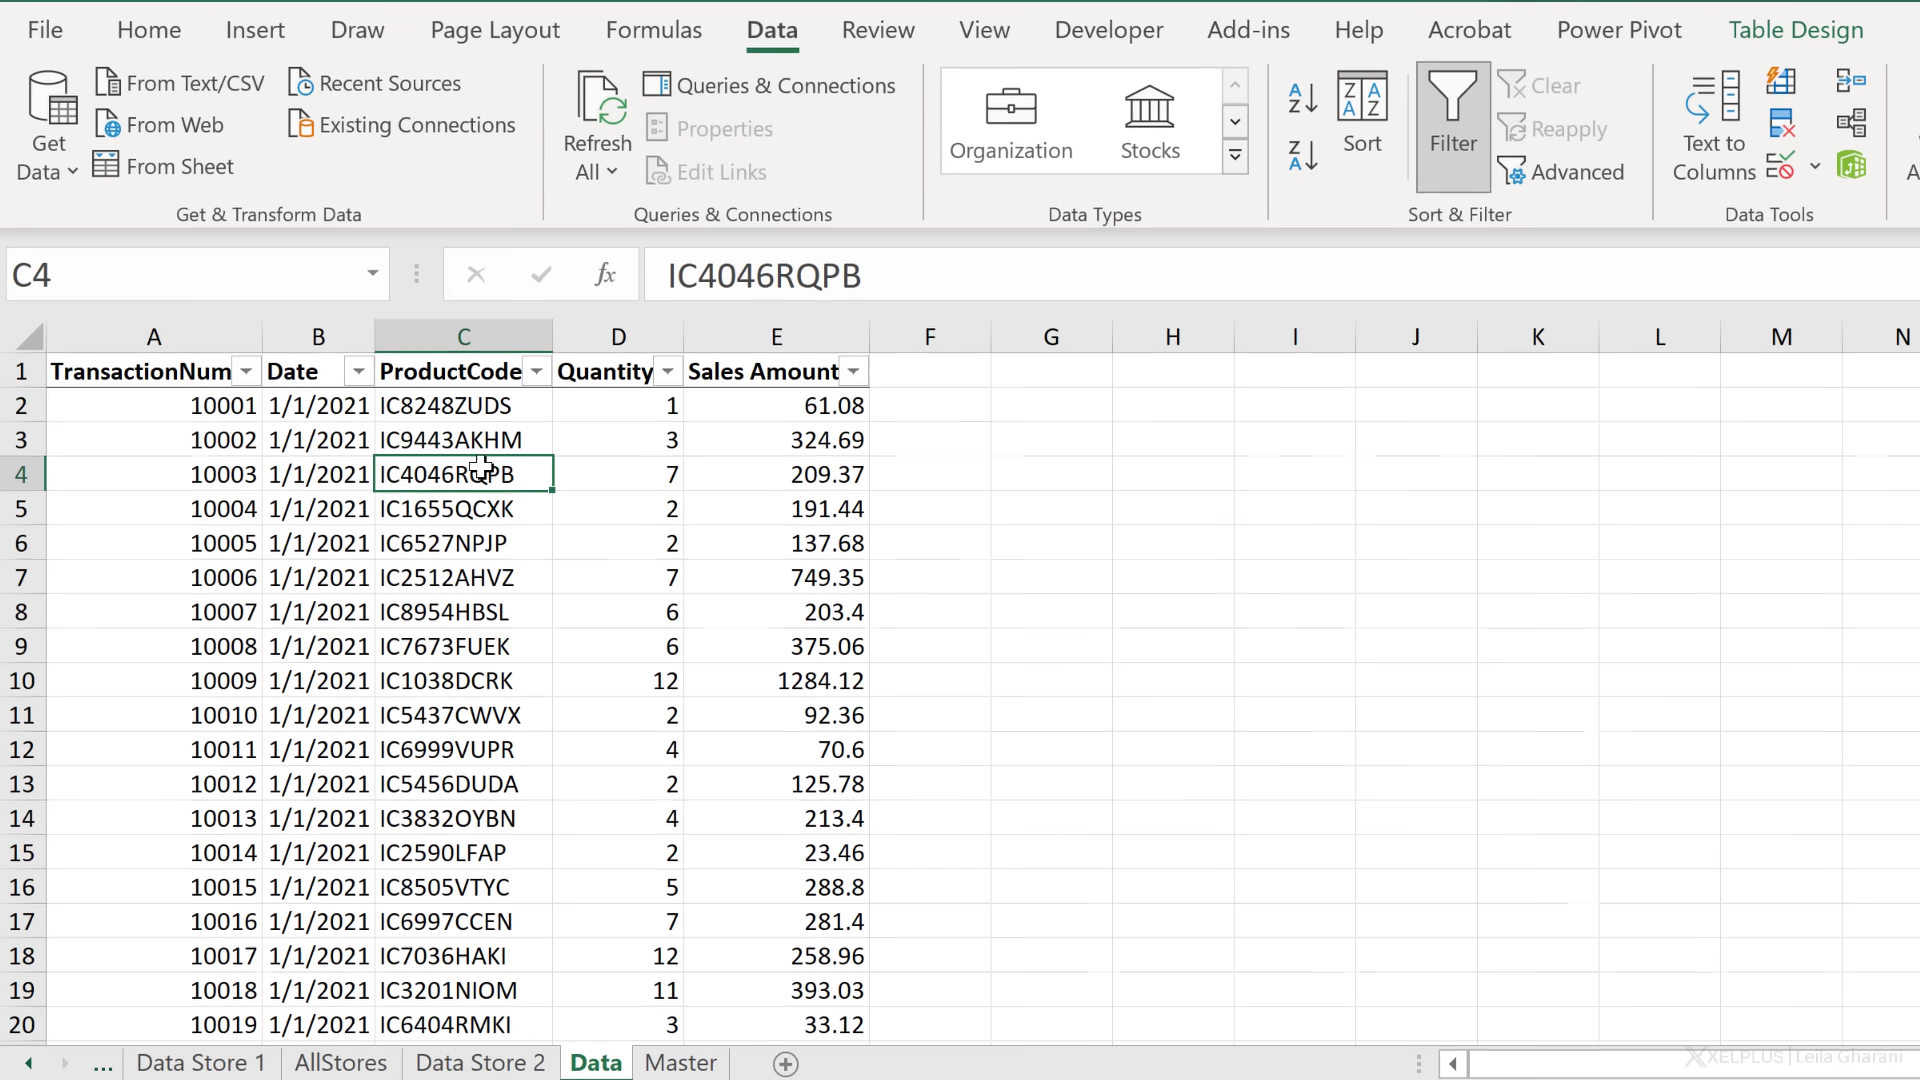 File Home Insert Draw Page Layout Formulas Data Review View Developer Add-ins Help Acrobat Power Pivot Table Design
Get Data
From Text/CSV
From Web
From Sheet
Recent Sources
Existing Connections
Get & Transform Data
Refresh All
Queries & Connections
Properties
Edit Links
Queries & Connections
Organization
Stocks
Data Types
Sort
Filter
Clear
Reapply
Advanced
Sort & Filter
Text to Columns
Data Tools
C4 fx IC4046RQPB
A B C D E F G H I J K L M N
1 TransactionNum Date ProductCode Quantity Sales Amount
2 10001 1/1/2021 IC8248ZUDS 1 61.08
3 10002 1/1/2021 IC9443AKHM 3 324.69
4 10003 1/1/2021 IC4046RQPB 7 209.37
5 10004 1/1/2021 IC1655QCXK 2 191.44
6 10005 1/1/2021 IC6527NPJP 2 137.68
7 10006 1/1/2021 IC2512AHVZ 7 749.35
8 10007 1/1/2021 IC8954HBSL 6 203.4
9 10008 1/1/2021 IC7673FUEK 6 375.06
10 10009 1/1/2021 IC1038DCRK 12 1284.12
11 10010 1/1/2021 IC5437CWVX 2 92.36
12 10011 1/1/2021 IC6999VUPR 4 70.6
13 10012 1/1/2021 IC5456DUDA 2 125.78
14 10013 1/1/2021 IC3832OYBN 4 213.4
15 10014 1/1/2021 IC2590LFAP 2 23.46
16 10015 1/1/2021 IC8505VTYC 5 288.8
17 10016 1/1/2021 IC6997CCEN 7 281.4
18 10017 1/1/2021 IC7036HAKI 12 258.96
19 10018 1/1/2021 IC3201NIOM 11 393.03
20 10019 1/1/2021 IC6404RMKI 3 33.12
... Data Store 1 AllStores Data Store 2 Data Master
XELPLUS | Leila Gharani